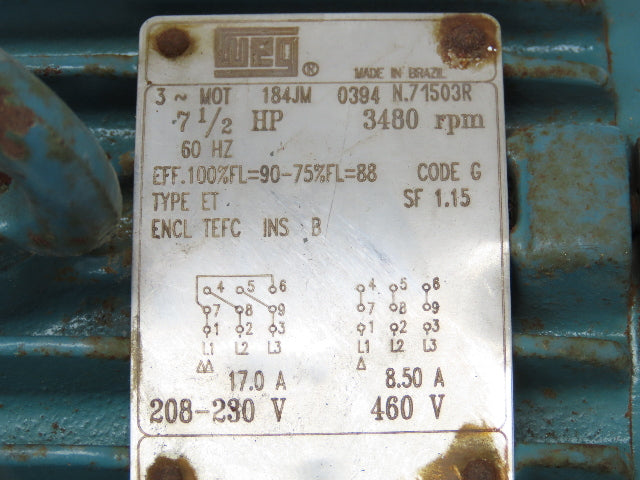 WEG ®
MADE IN BRAZIL
3 ~ MOT 184JM 0394 N.71503R
7 1/2 HP 3480 rpm
60 HZ
EFF.100%FL=90-75%FL=88 CODE G
TYPE ET SF 1.15
ENCL TEFC INS B
4 5 6 4 5 6
7 8 9 7 8 9
1 2 3 1 2 3
L1 L2 L3 L1 L2 L3
ΔΔ Δ
17.0 A 8.50 A
208-230 V 460 V